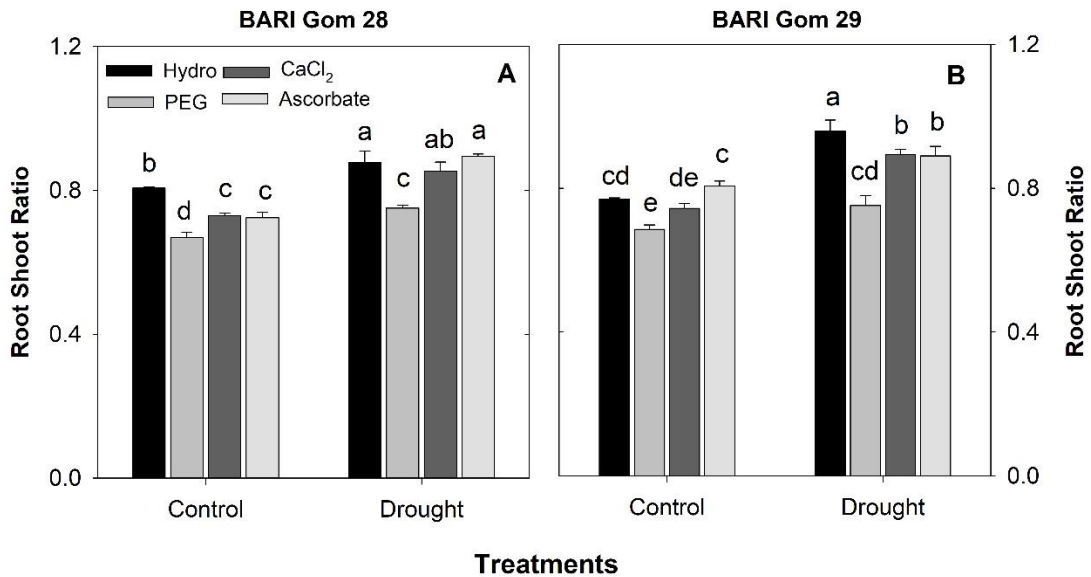 BARI Gom 28
BARI Gom 29
Root Shoot Ratio
1.2
0.8
0.4
0.0
Hydro
CaCl₂
PEG
Ascorbate
A
b
d
c
c
a
c
ab
a
Control
Drought
B
cd
e
de
c
a
cd
b
b
Control
Drought
1.2
0.8
0.4
0.0
Root Shoot Ratio
Treatments